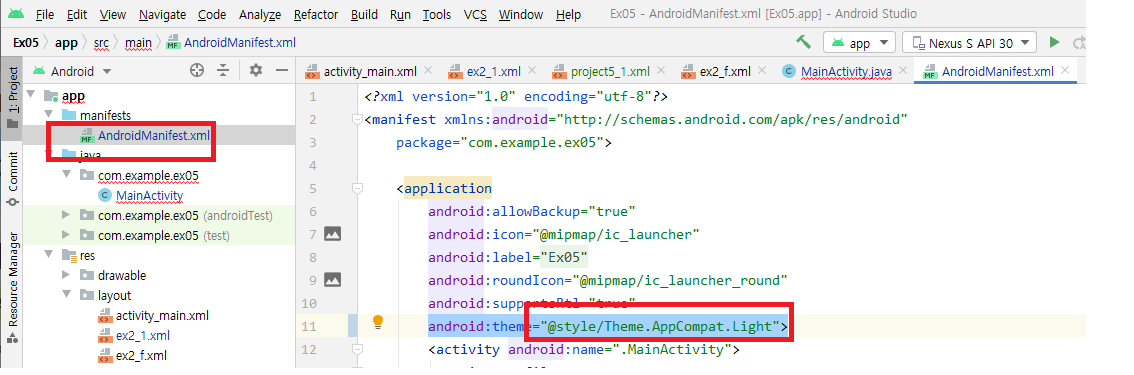 File Edit View Navigate Code Analyze Refactor Build Run Tools VCS Window Help Ex05 - AndroidManifest.xml [Ex05.app] - Android Studio
Ex05 app src main AndroidManifest.xml app Nexus S API 30
1: Project
Commit
Resource Manager
Android
app
manifests
AndroidManifest.xml
java
com.example.ex05
MainActivity
com.example.ex05 (androidTest)
com.example.ex05 (test)
res
drawable
layout
activity_main.xml
ex2_1.xml
ex2_f.xml
activity_main.xml ex2_1.xml project5_1.xml ex2_f.xml MainActivity.java AndroidManifest.xml
1 <?xml version="1.0" encoding="utf-8"?>
2 <manifest xmlns:android="http://schemas.android.com/apk/res/android"
3 package="com.example.ex05">
4
5 <application
6 android:allowBackup="true"
7 android:icon="@mipmap/ic_launcher"
8 android:label="Ex05"
9 android:roundIcon="@mipmap/ic_launcher_round"
10 android:supportsRtl="true"
11 android:theme="@style/Theme.AppCompat.Light">
12 <activity android:name=".MainActivity">